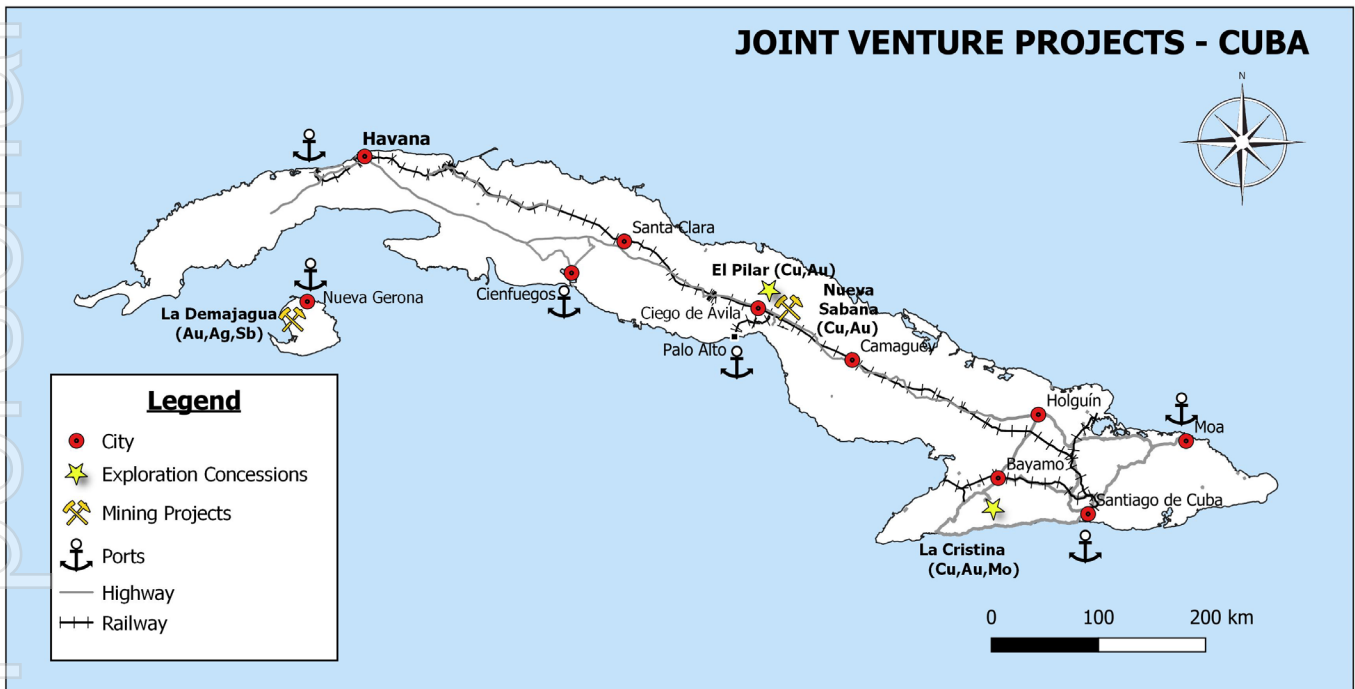 JOINT VENTURE PROJECTS - CUBA
N
Havana
Santa Clara
El Pilar (Cu,Au)
Nueva Gerona
Cienfuegos
Nueva
Sabana
(Cu,Au)
La Demajagua
(Au,Ag,Sb)
Ciego de Avila
Palo Alto
Camaguey
Holguín
Moa
Bayamo
Santiago de Cuba
La Cristina
(Cu,Au,Mo)
Legend
City
Exploration Concessions
Mining Projects
Ports
Highway
Railway
0 100 200 km